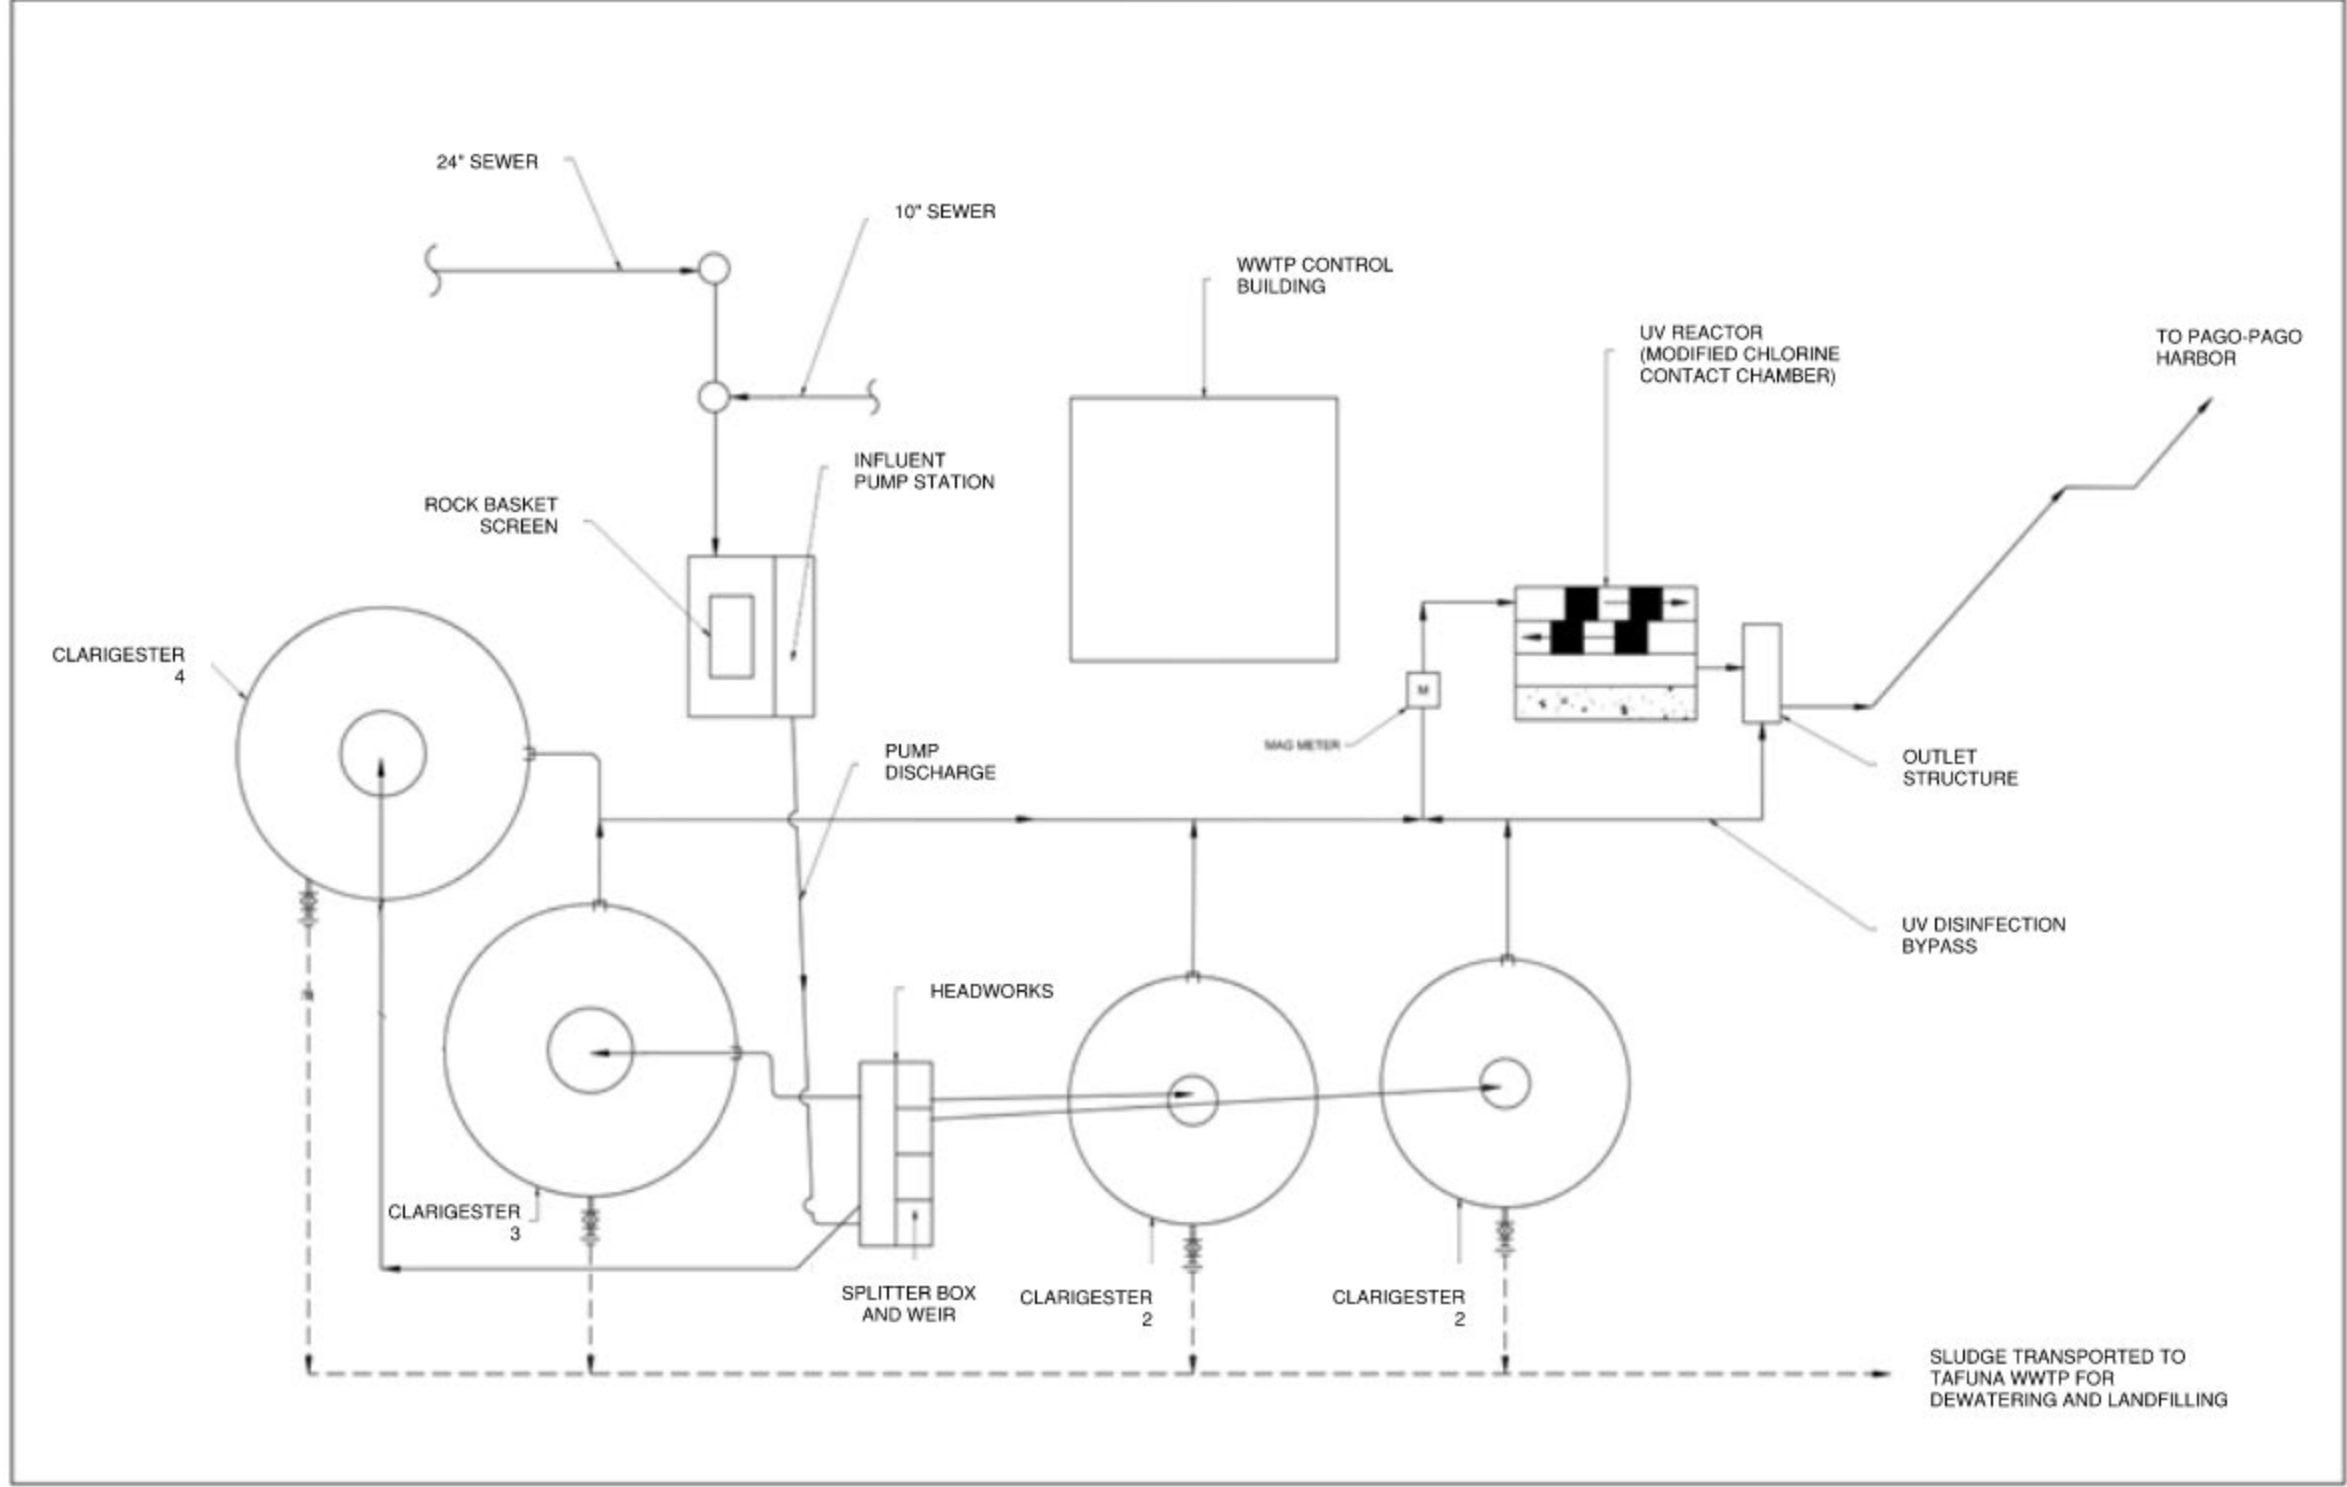 24" SEWER
10" SEWER
WWTP CONTROL
BUILDING
UV REACTOR
(MODIFIED CHLORINE
CONTACT CHAMBER)
TO PAGO-PAGO
HARBOR
INFLUENT
PUMP STATION
ROCK BASKET
SCREEN
CLARIGESTER
4
M
MAG METER
PUMP
DISCHARGE
OUTLET
STRUCTURE
UV DISINFECTION
BYPASS
HEADWORKS
CLARIGESTER
3
SPLITTER BOX
AND WEIR
CLARIGESTER
2
CLARIGESTER
2
SLUDGE TRANSPORTED TO
TAFUNA WWTP FOR
DEWATERING AND LANDFILLING